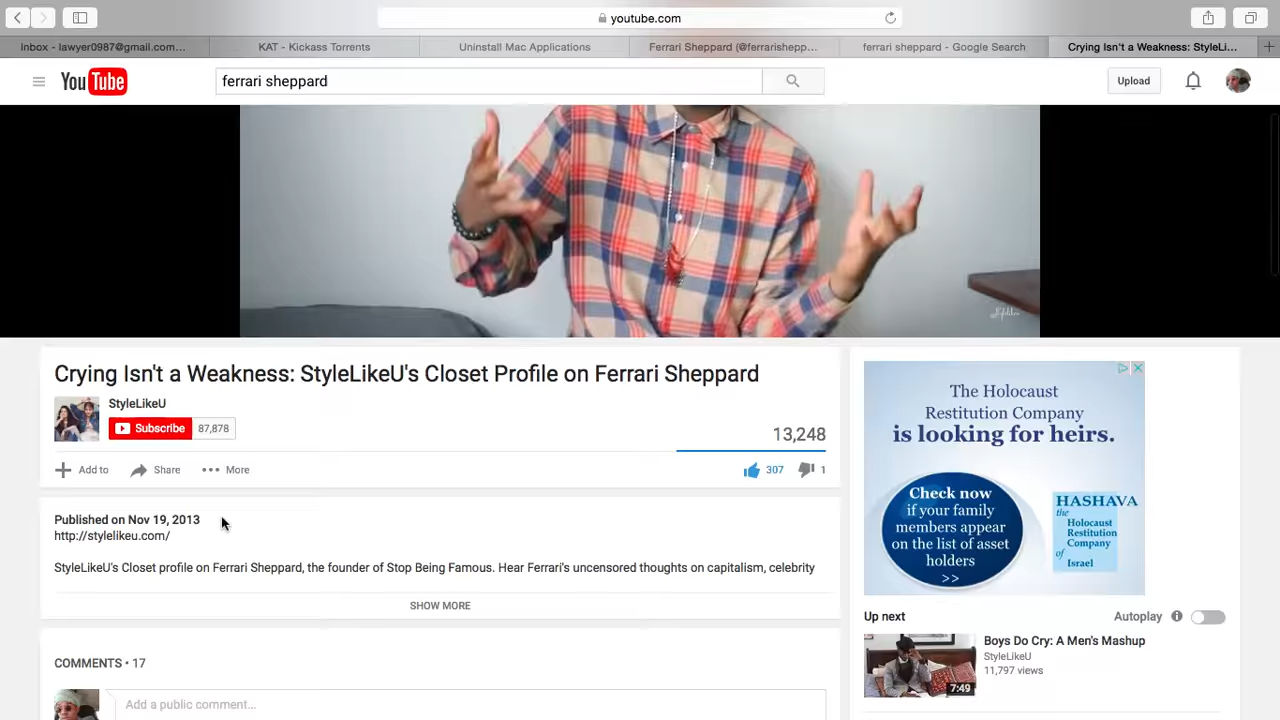 youtube.com
Inbox - lawyer0987@gmail.com...
KAT - Kickass Torrents
Uninstall Mac Applications
Ferrari Sheppard (@ferrarishepp...
ferrari sheppard - Google Search
Crying Isn't a Weakness: StyleLi...
YouTube
ferrari sheppard
Upload
Crying Isn't a Weakness: StyleLikeU's Closet Profile on Ferrari Sheppard
StyleLikeU
Subscribe 87,878
13,248
Add to
Share
More
307
1
Published on Nov 19, 2013
http://stylelikeu.com/
StyleLikeU's Closet profile on Ferrari Sheppard, the founder of Stop Being Famous. Hear Ferrari's uncensored thoughts on capitalism, celebrity
SHOW MORE
COMMENTS • 17
Add a public comment...
The Holocaust
Restitution Company
is looking for heirs.
Check now
if your family
members appear
on the list of asset
holders
>>
HASHAVA
the
Holocaust
Restitution
Company
of
Israel
Up next
Autoplay
Boys Do Cry: A Men's Mashup
StyleLikeU
11,797 views
7:49